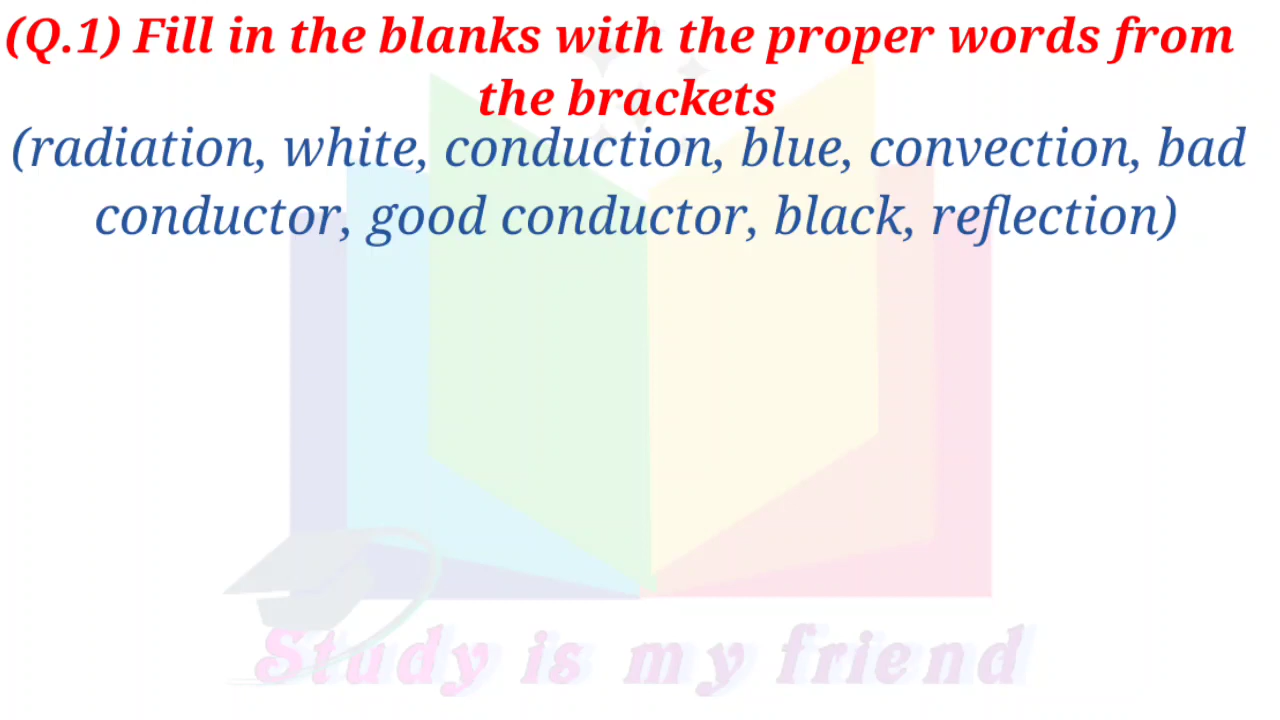 (Q.1) Fill in the blanks with the proper words from
the brackets
(radiation, white, conduction, blue, convection, bad
conductor, good conductor, black, reflection)
Study is my friend